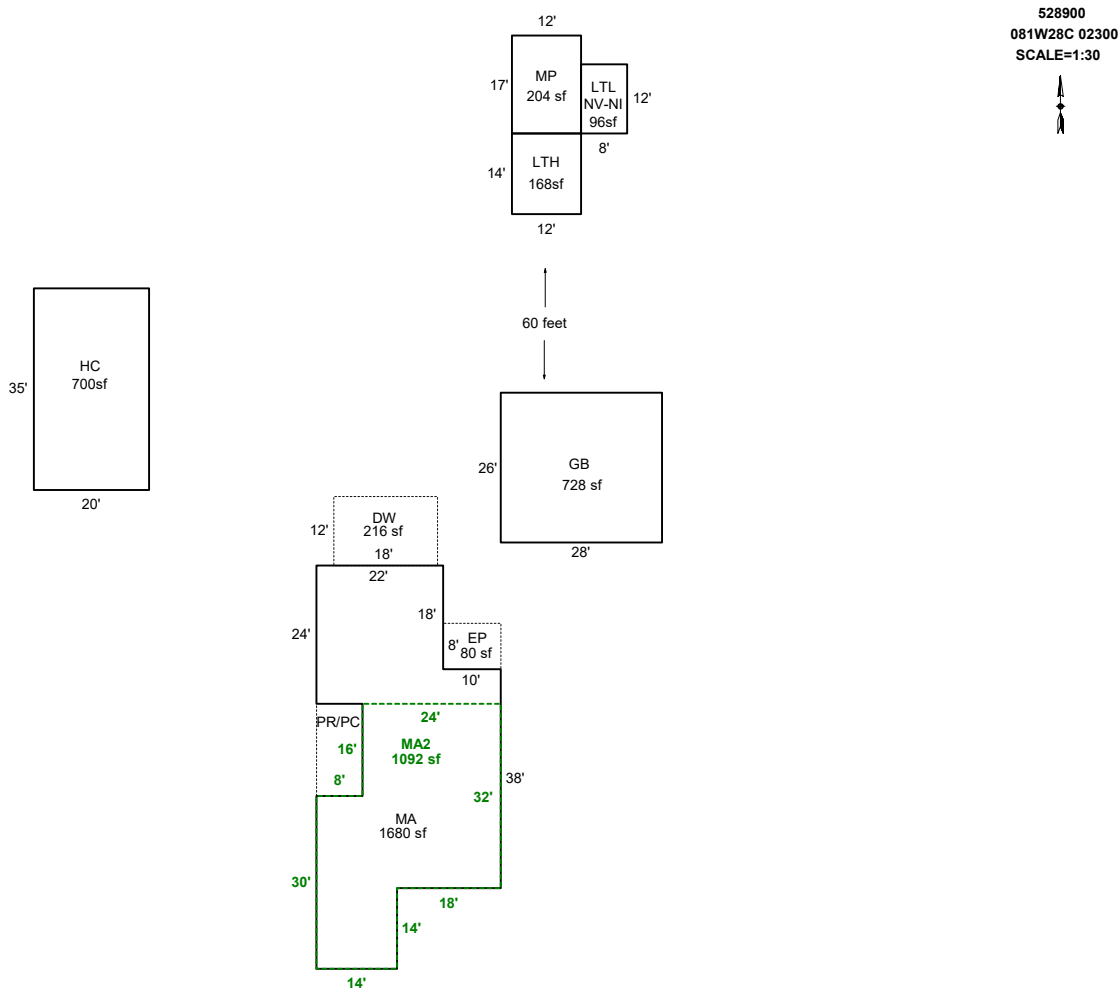 528900
081W28C 02300
SCALE=1:30
12'
17'
MP
204 sf
LTL
NV-NI
96sf
12'
8'
14'
LTH
168sf
12'
60 feet
35'
HC
700sf
20'
26'
GB
728 sf
28'
12'
DW
216 sf
18'
22'
24'
18'
8'
EP
80 sf
10'
PR/PC
16'
8'
24'
MA2
1092 sf
32'
38'
MA
1680 sf
30'
18'
14'
14'